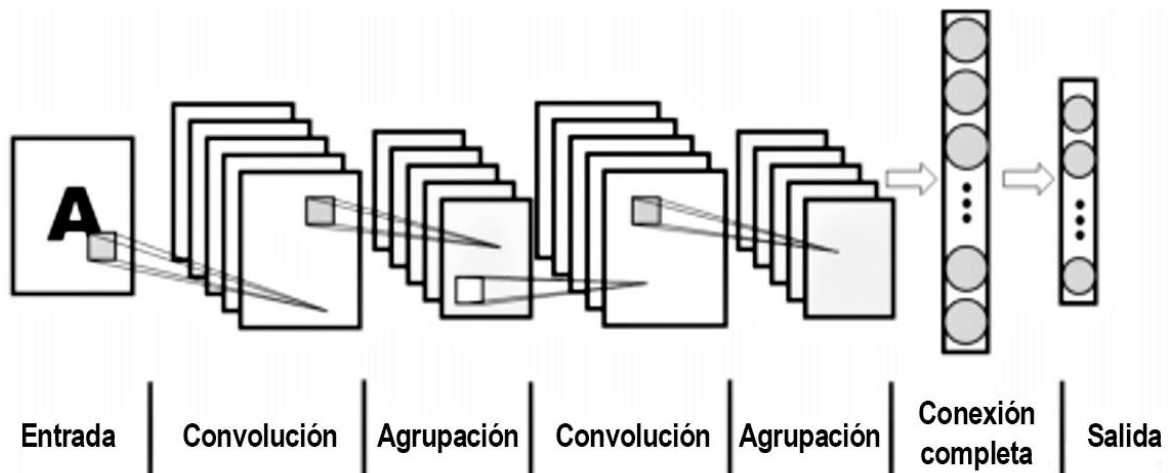 A
Entrada
Convolución
Agrupación
Convolución
Agrupación
Conexión
completa
Salida